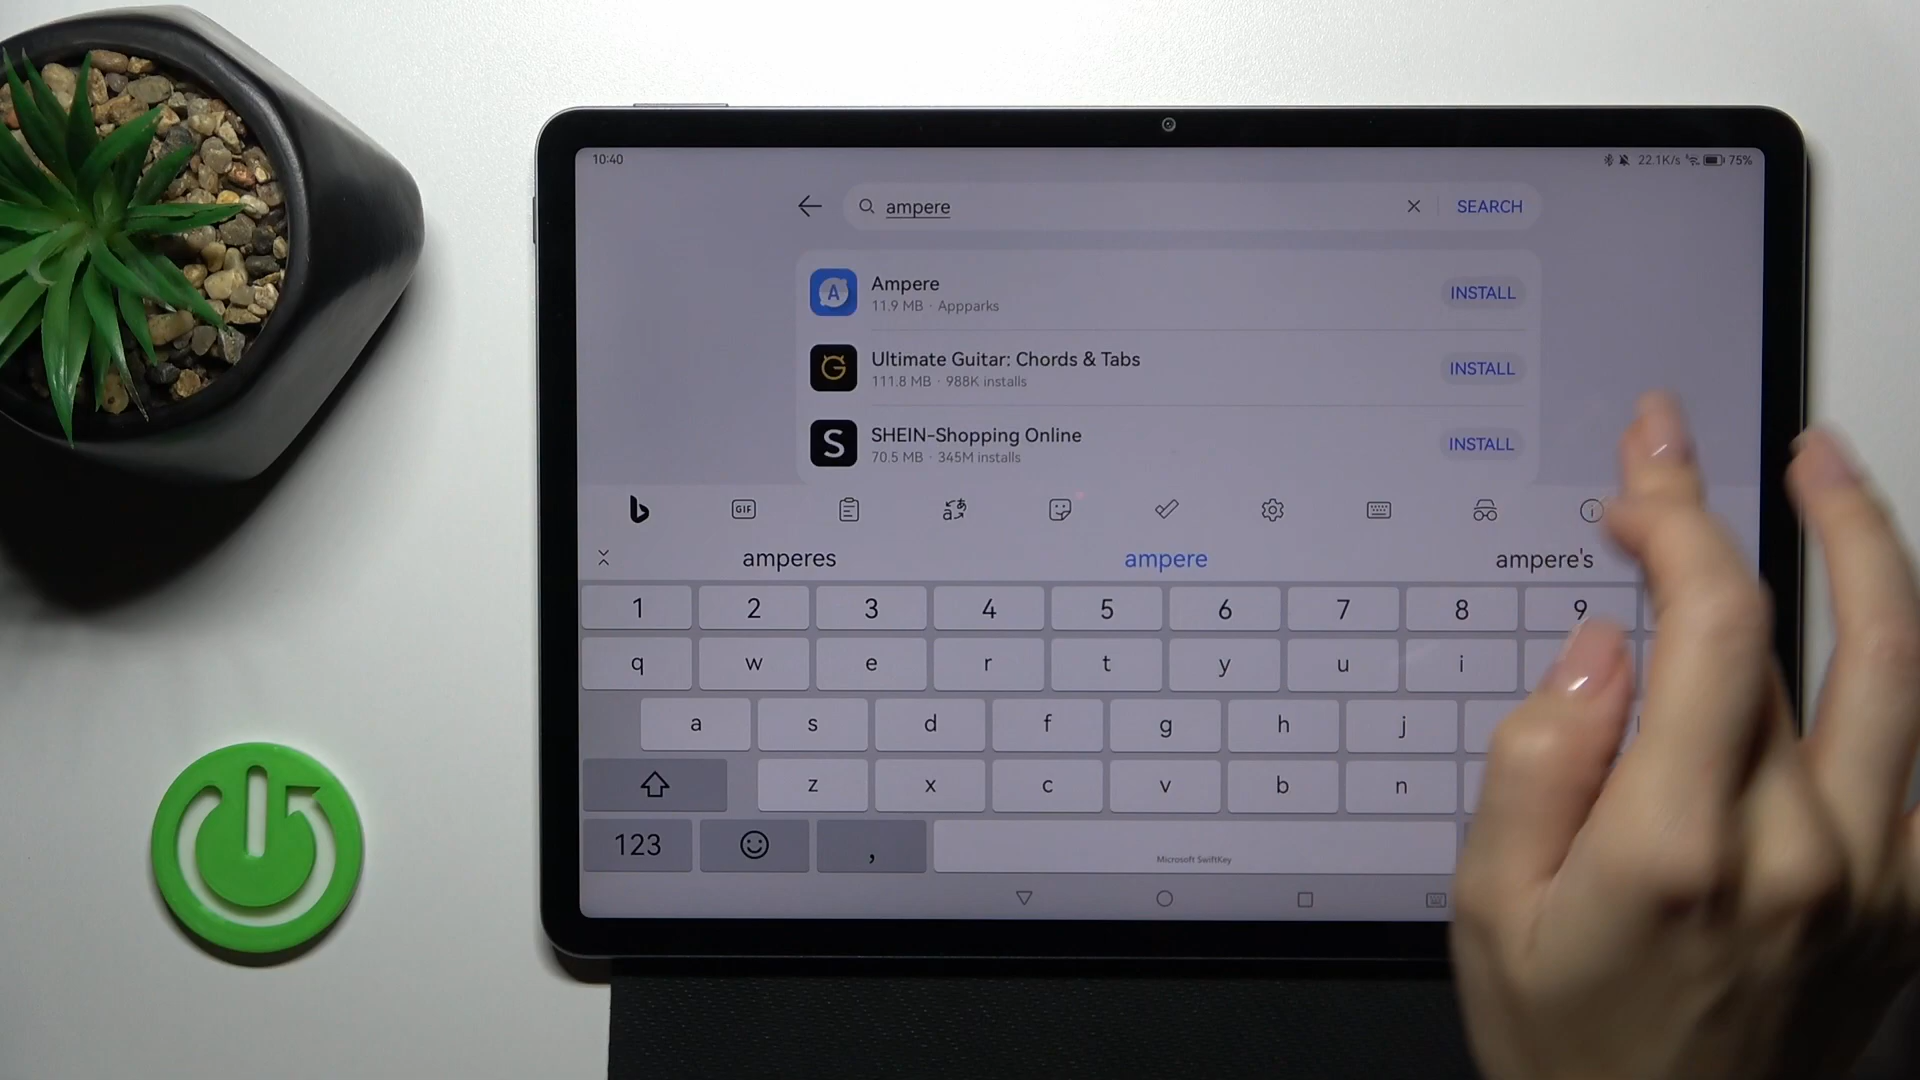 10:40
22.1K/s 75%
ampere
SEARCH
Ampere
11.9 MB · Appparks
INSTALL
Ultimate Guitar: Chords & Tabs
111.8 MB · 988K installs
INSTALL
SHEIN-Shopping Online
70.5 MB · 345M installs
INSTALL
GIF
amperes ampere ampere's
1 2 3 4 5 6 7 8 9
q w e r t y u i
a s d f g h j
z x c v b n
123 , Microsoft SwiftKey